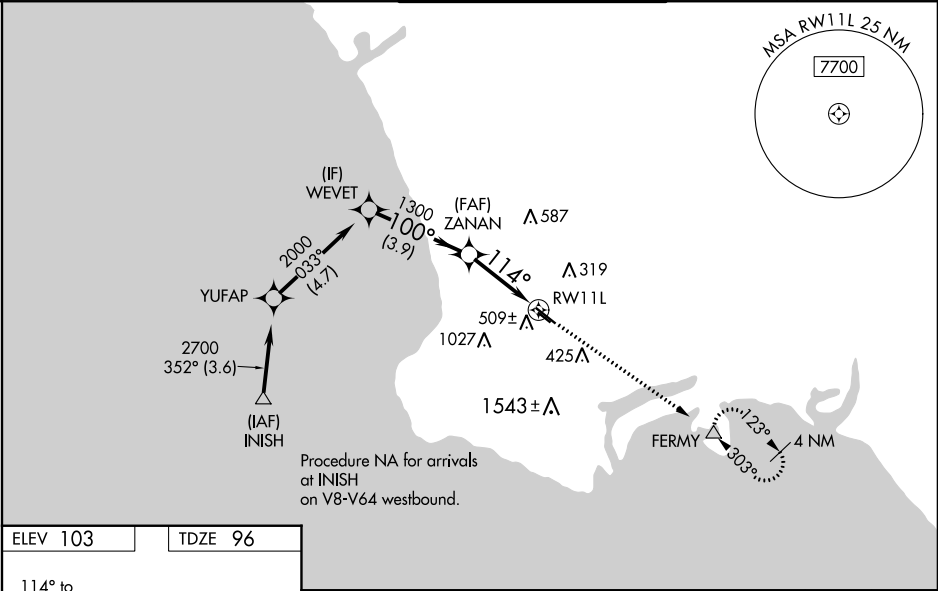 MSA RW11L 25 NM
7700
(IF)
WEVET
1300
100°
(3.9)
(FAF)
ZANAN
587
2000
033°
(4.7)
114°
319
YUFAP
RW11L
509±
1027
425
2700
352° (3.6)
1543±
(IAF)
INISH
FERMY
123°
303°
4 NM
Procedure NA for arrivals
at INISH
on V8-V64 westbound.
ELEV 103
TDZE 96
114° to